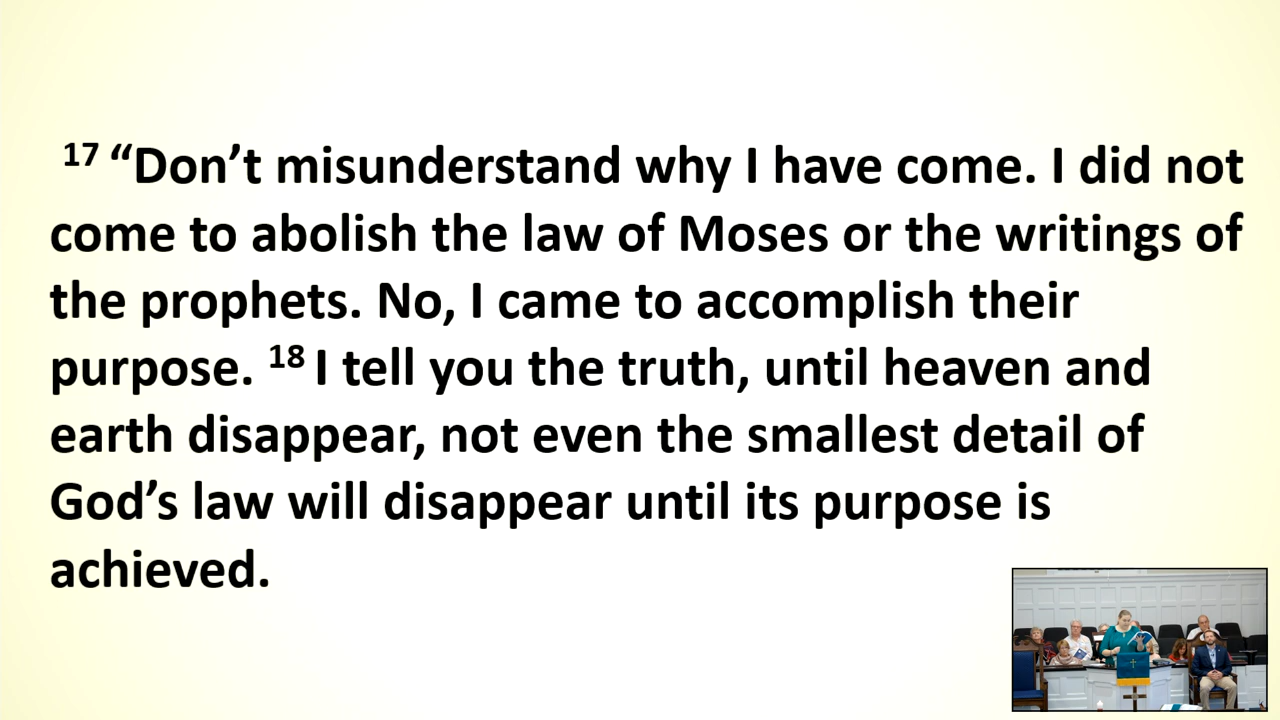 17 “Don’t misunderstand why I have come. I did not
come to abolish the law of Moses or the writings of
the prophets. No, I came to accomplish their
purpose. 18 I tell you the truth, until heaven and
earth disappear, not even the smallest detail of
God’s law will disappear until its purpose is
achieved.